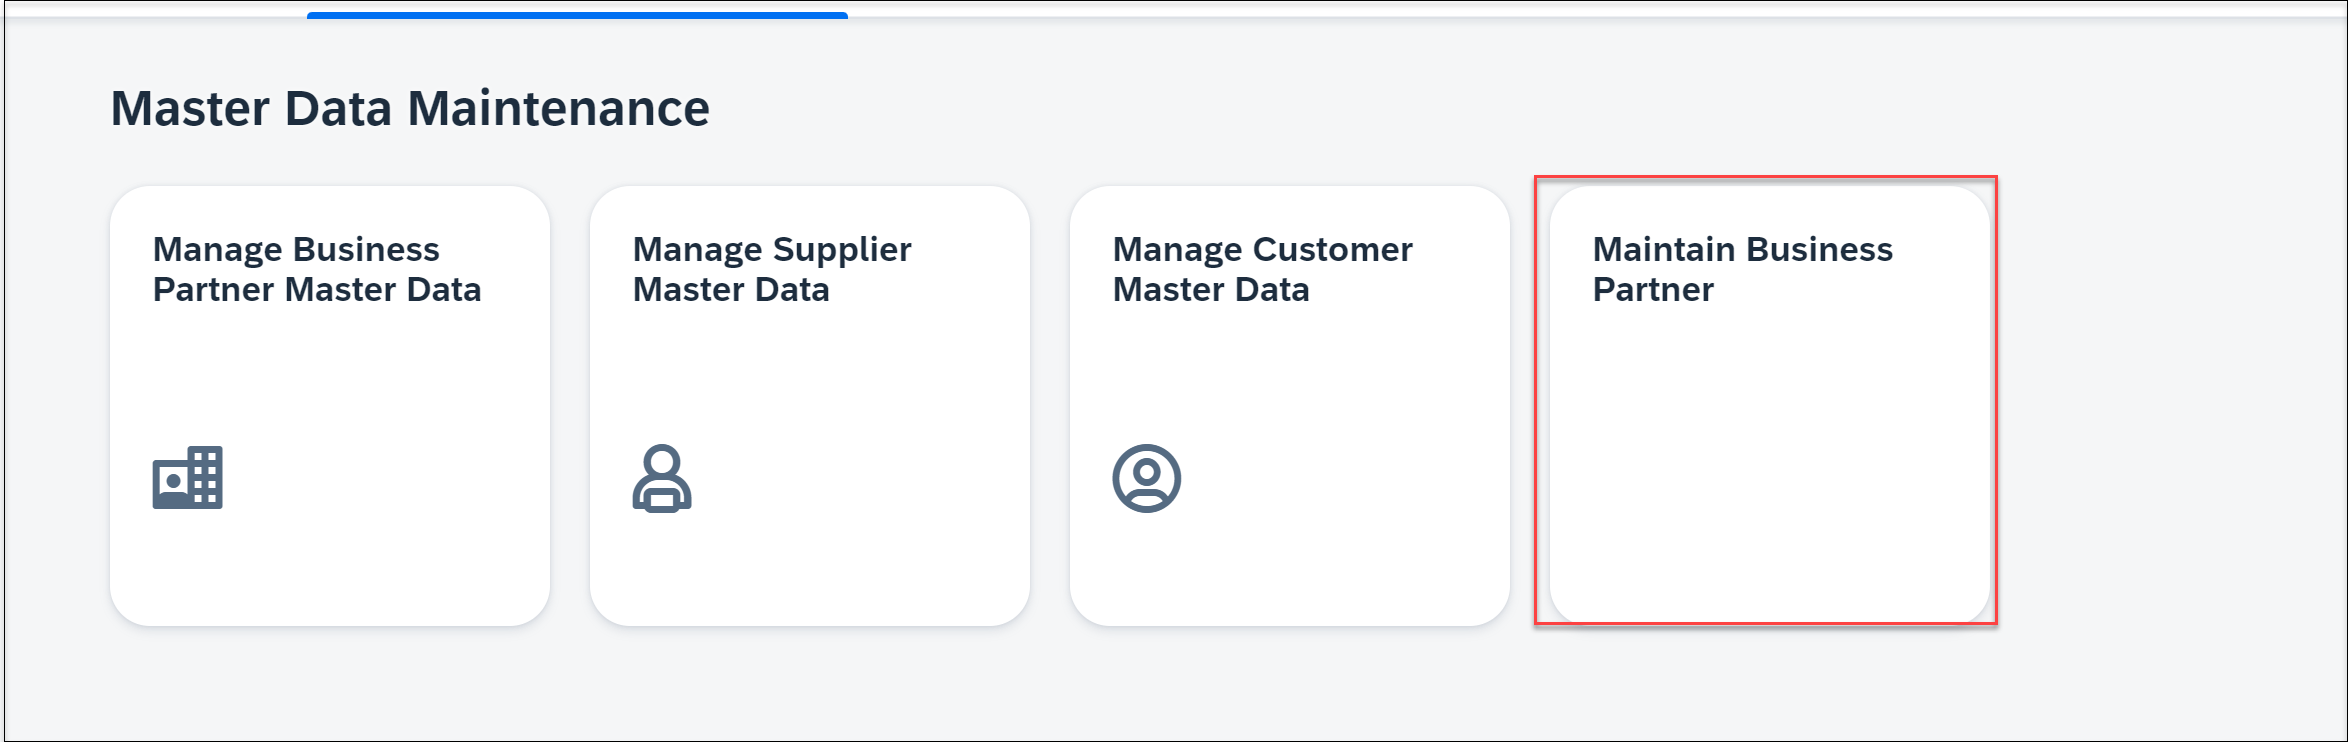 Master Data Maintenance
Manage Business
Partner Master Data
Manage Supplier
Master Data
Manage Customer
Master Data
Maintain Business
Partner